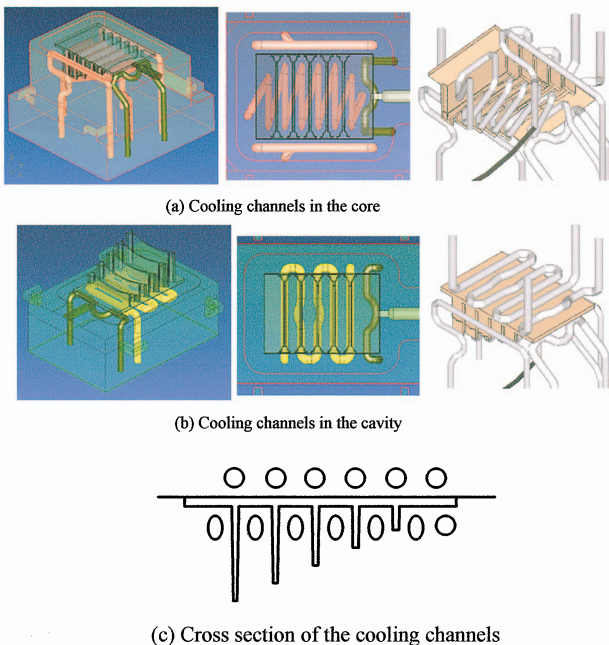 (a) Cooling channels in the core
(b) Cooling channels in the cavity
(c) Cross section of the cooling channels